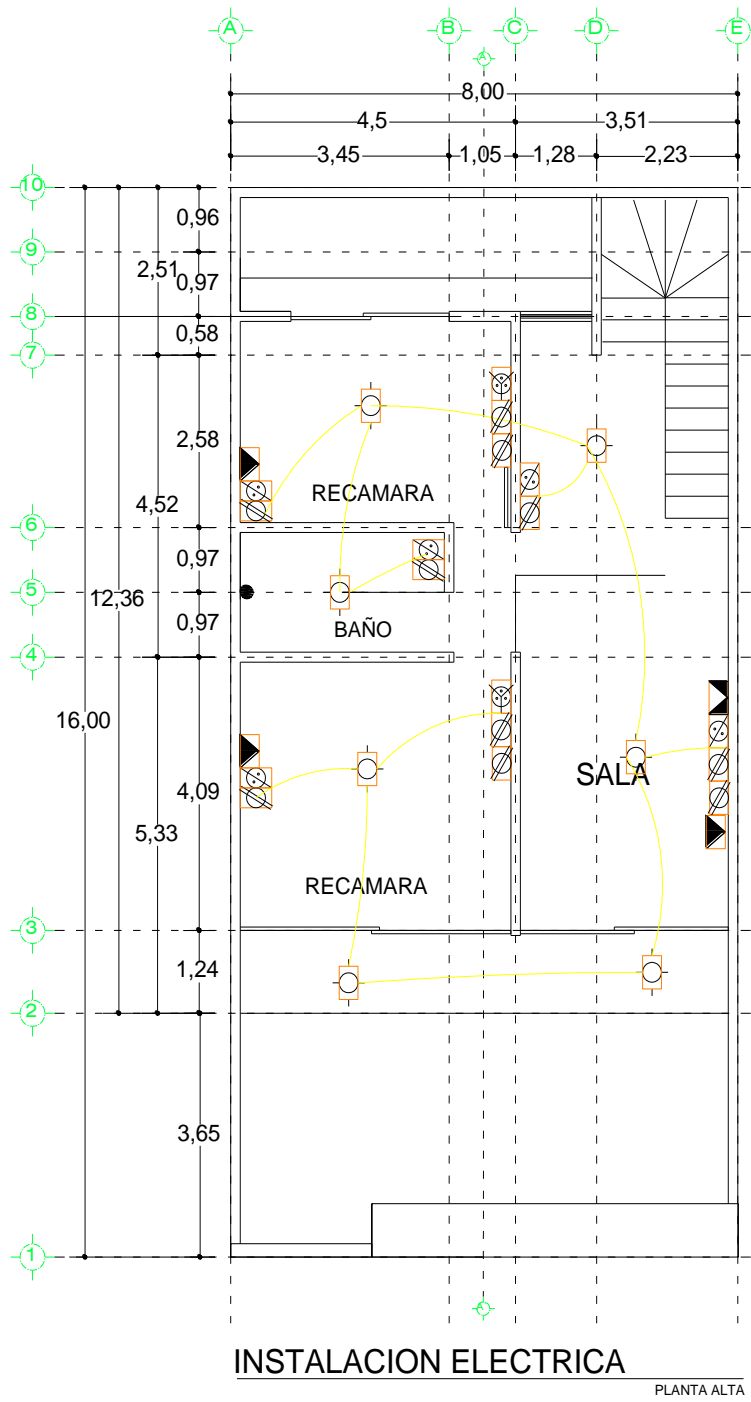 A B C D E
A
8,00
4,5 3,51
3,45 1,05 1,28 2,23
10
0,96
9
2,51
0,97
8
0,58
7
2,58
RECAMARA
4,52
6
0,97
5
12,36
0,97
BAÑO
4
16,00
SALA
4,09
5,33
RECAMARA
3
1,24
2
3,65
1
A
INSTALACION ELECTRICA
PLANTA ALTA